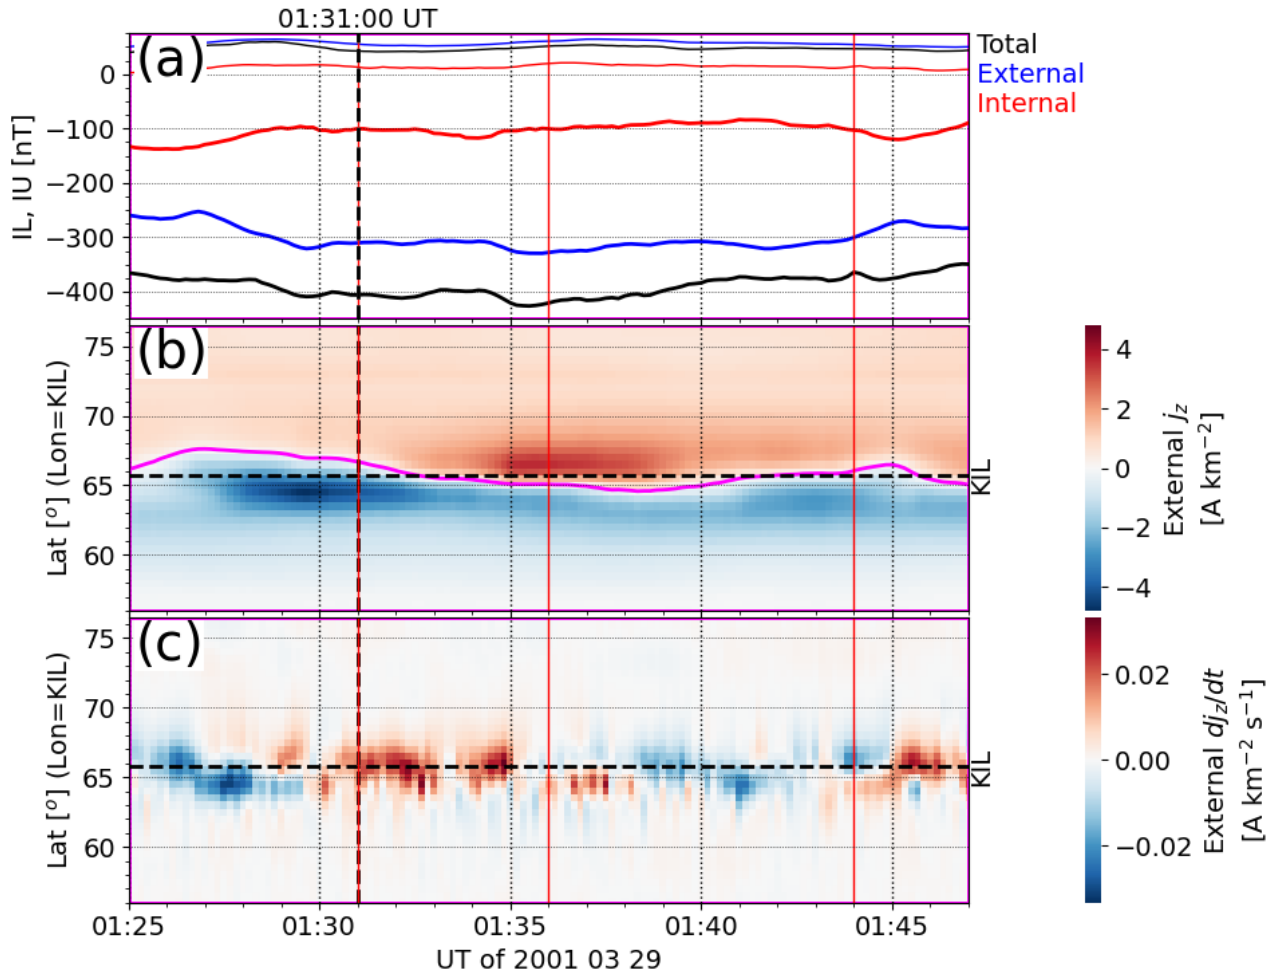 01:31:00 UT
(a)
Total
External
Internal
IL, IU [nT]
0
−100
−200
−300
−400
(b)
Lat [°] (Lon=KIL)
75
70
65
60
KIL
4
2
0
−2
−4
External j_z
[A km⁻²]
(c)
Lat [°] (Lon=KIL)
75
70
65
60
KIL
0.02
0.00
−0.02
External dj_z/dt
[A km⁻² s⁻¹]
01:25
01:30
01:35
01:40
01:45
UT of 2001 03 29